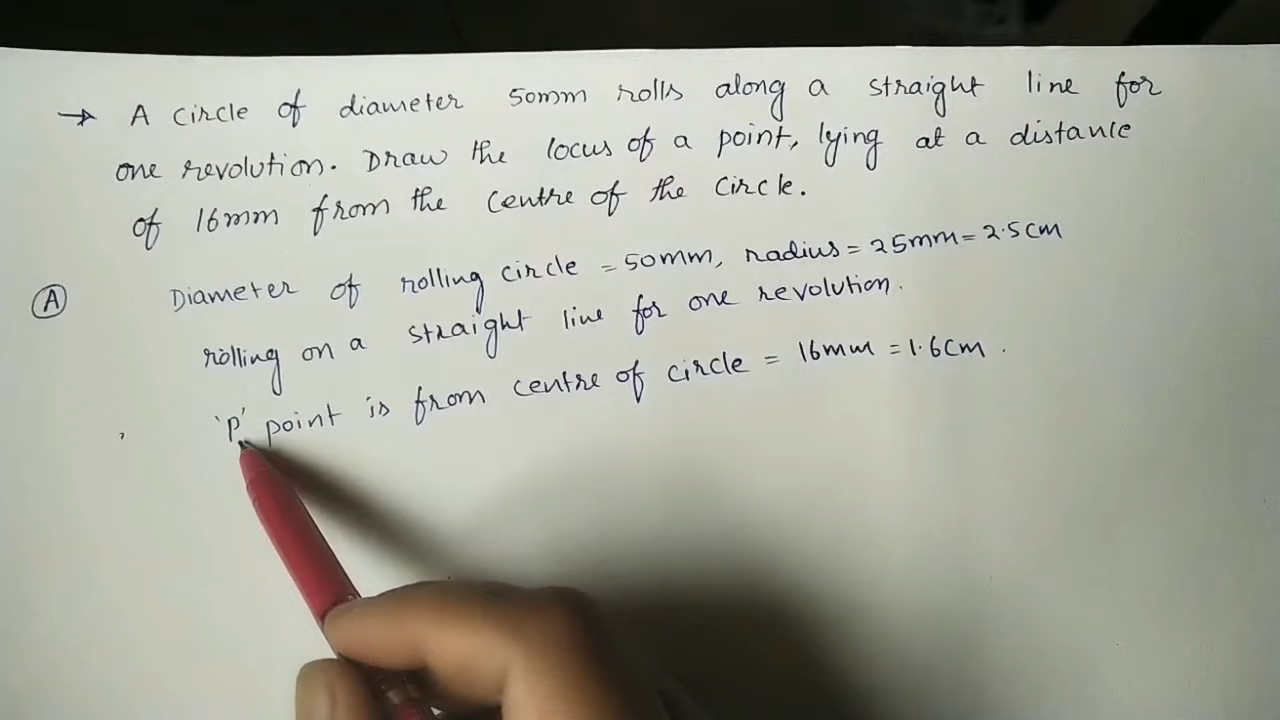 → A circle of diameter 50mm rolls along a straight line for
one revolution. Draw the locus of a point, lying at a distance
of 16mm from the centre of the circle.
Ⓐ Diameter of rolling circle = 50mm, radius = 25mm = 2.5cm
rolling on a straight line for one revolution.
'P' point is from centre of circle = 16mm = 1.6cm.